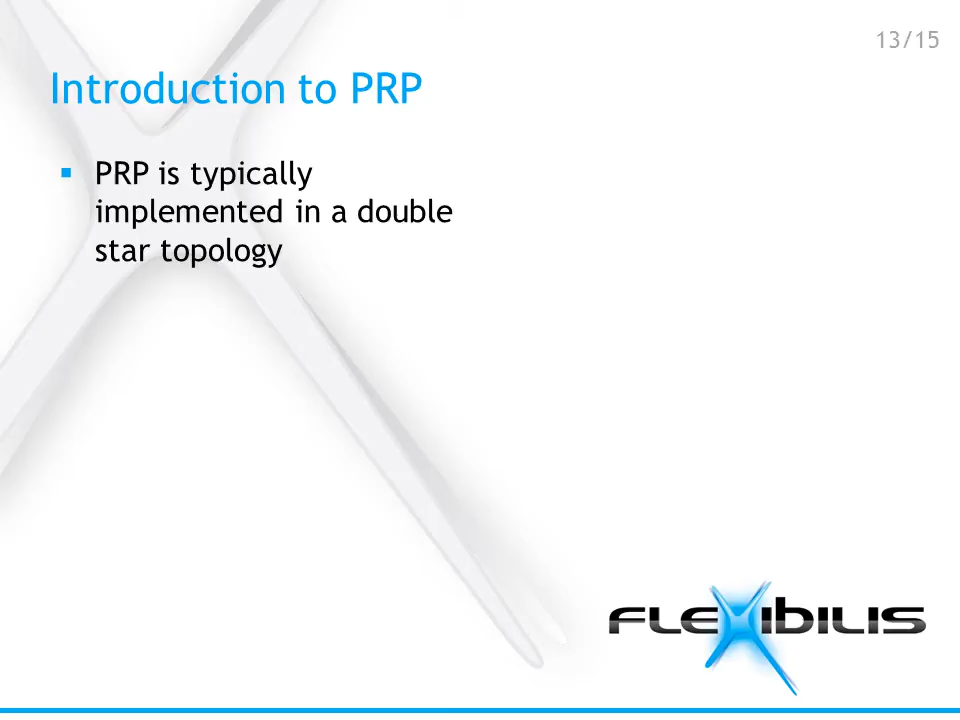 13/15
Introduction to PRP
PRP is typically
implemented in a double
star topology
FLEXIBILIS